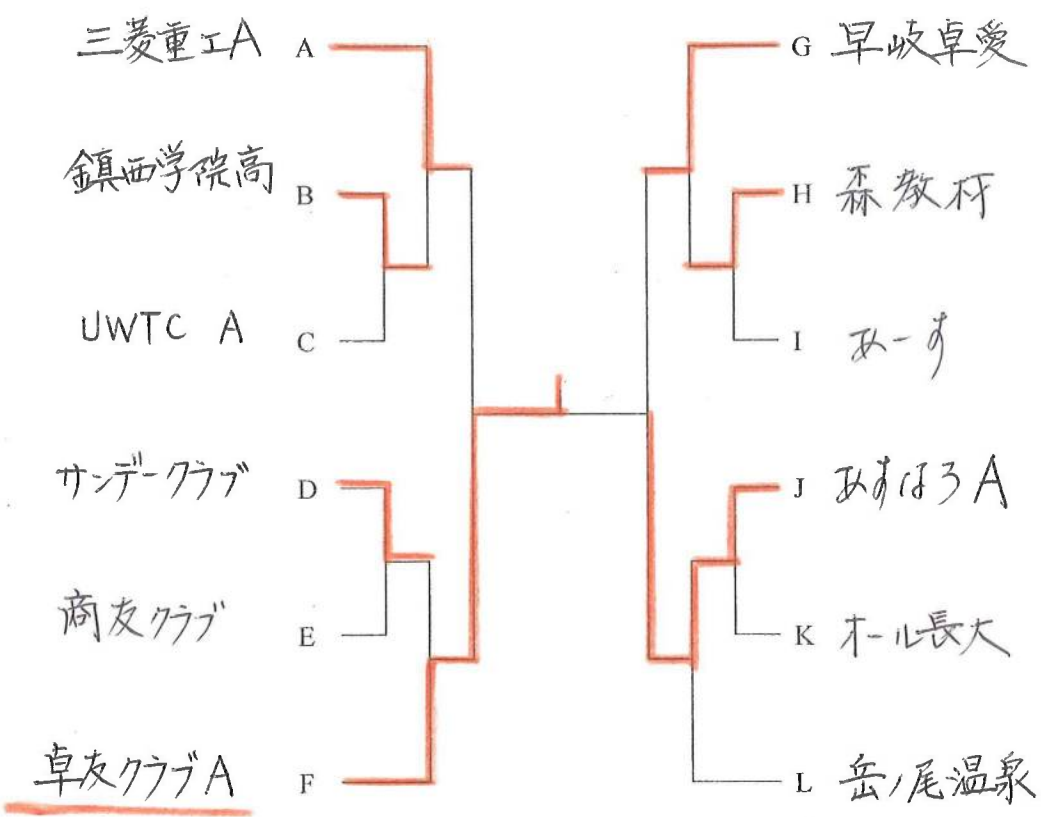 三菱重工A A
鎮西学院高 B
UWTC A C
サンデークラブ D
商友クラブ E
卓友クラブA F
G 早岐卓愛
H 森教材
I あーす
J あすほろA
K オール長大
L 岳ノ尾温泉